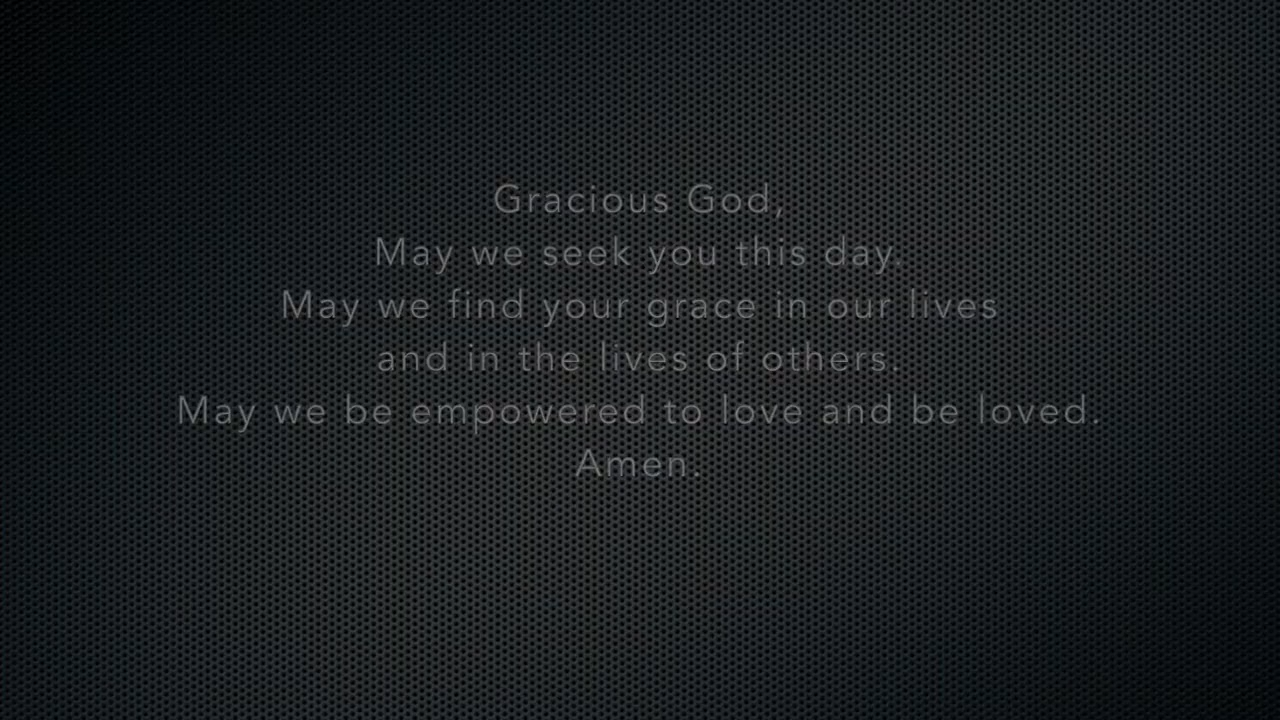 Gracious God,
May we seek you this day.
May we find your grace in our lives
and in the lives of others.
May we be empowered to love and be loved.
Amen.